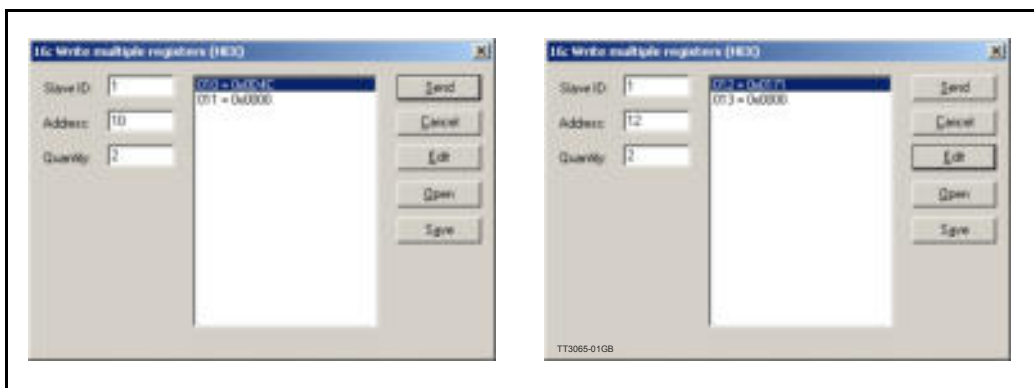 16: Write multiple registers (HEX)
Slave ID: 1
Address: 10
Quantity: 2
010 = 0x0D4C
011 = 0x0000
Send
Cancel
Edit
Open
Save
16: Write multiple registers (HEX)
Slave ID: 1
Address: 12
Quantity: 2
012 = 0x0171
013 = 0x0000
Send
Cancel
Edit
Open
Save
TT3065-01GB